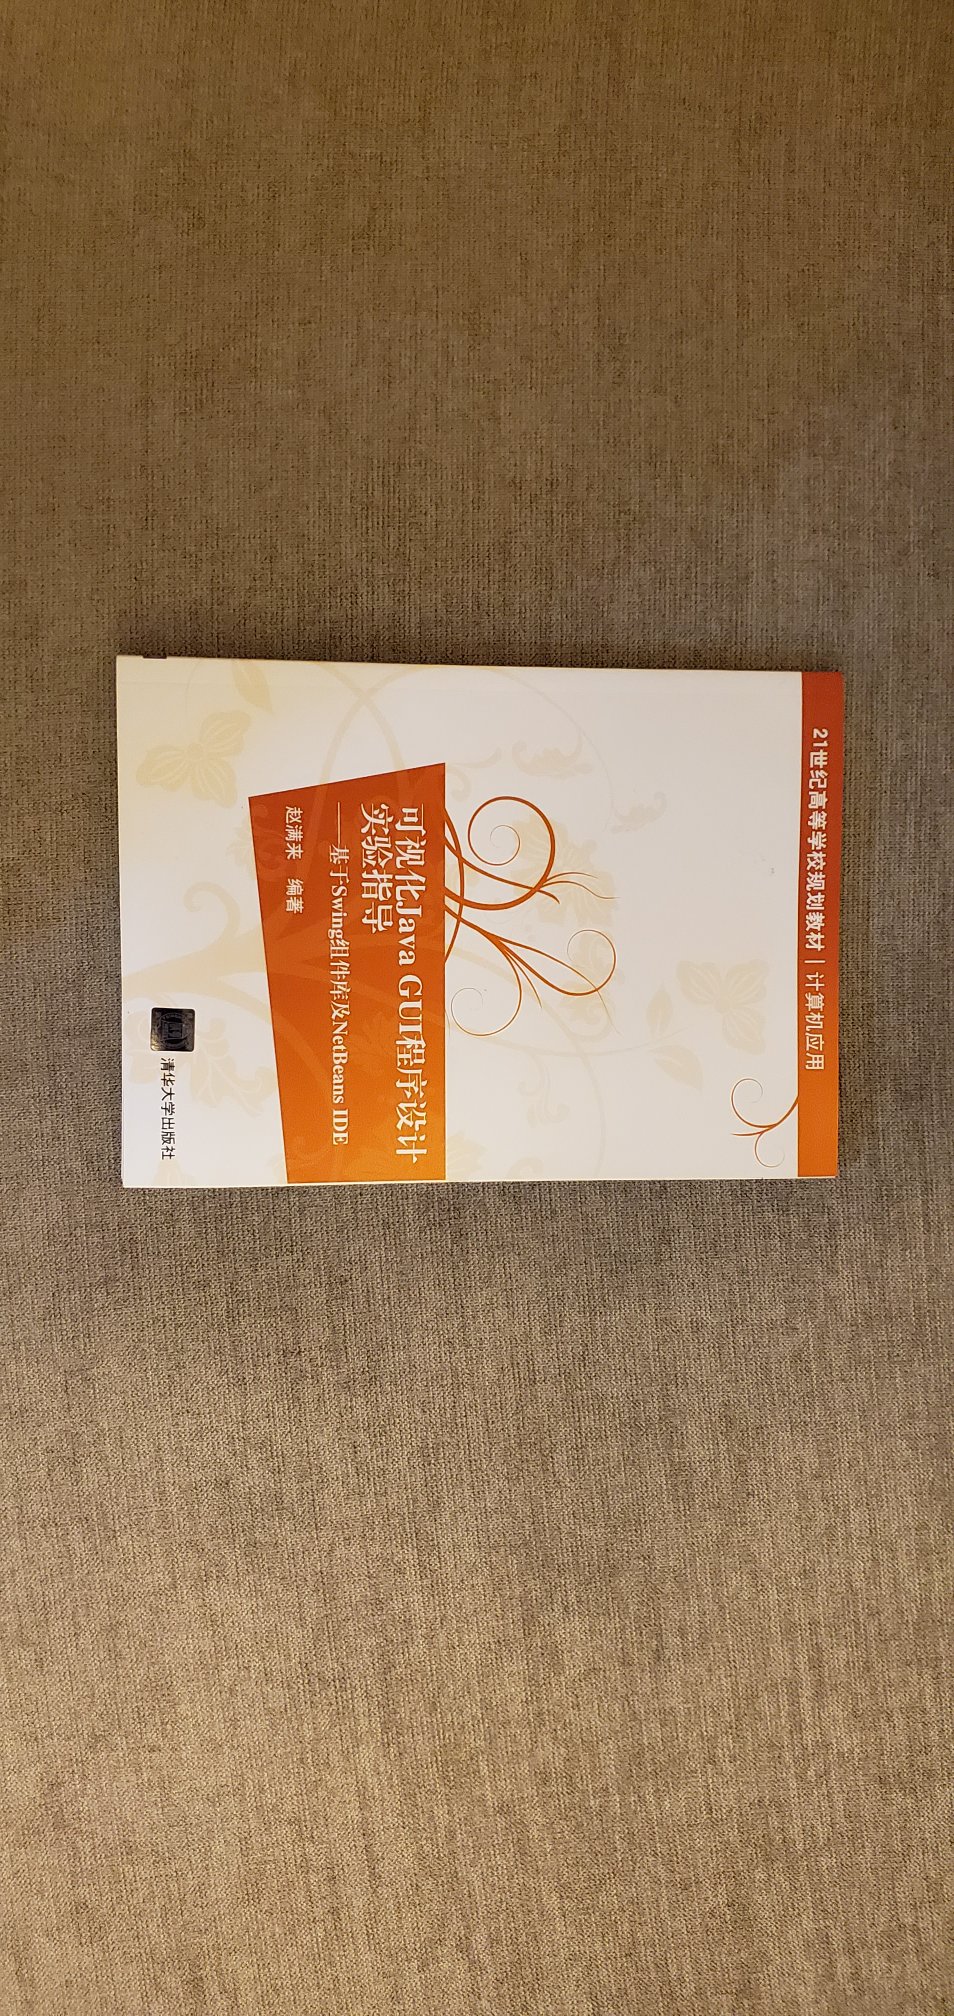 21世纪高等学校规划教材 | 计算机应用
可视化Java GUI程序设计
实验指导
——基于Swing组件库及NetBeans IDE
赵满来 编著
清华大学出版社